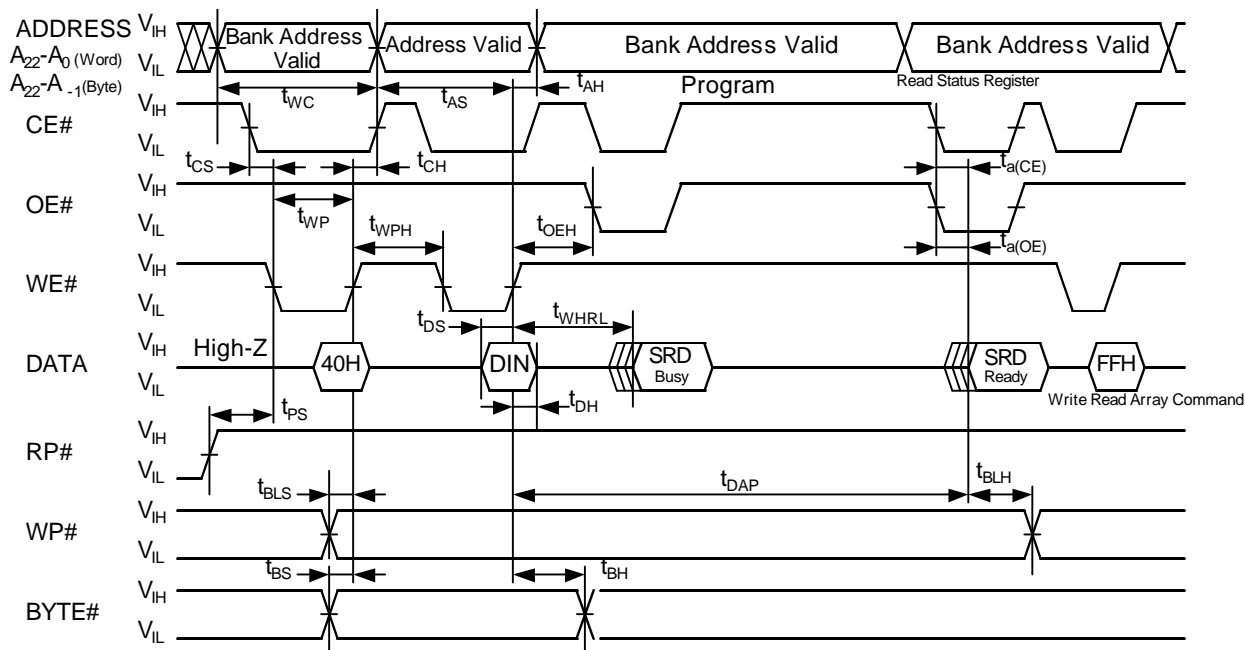 ADDRESS VIH Bank Address Valid Address Valid Bank Address Valid Bank Address Valid
A22-A0 (Word) VIL
A22-A-1(Byte) tWC tAS tAH Program Read Status Register
CE# VIH
VIL
tCS tCH ta(CE)
OE# VIH
VIL
tWP tWPH tOEH ta(OE)
WE# VIH
VIL
tDS tWHRL
DATA VIH High-Z 40H DIN SRD Busy SRD Ready FFH
VIL
tPS tDH Write Read Array Command
RP# VIH
VIL
tBLS tDAP tBLH
WP# VIH
VIL
tBS tBH
BYTE# VIH
VIL